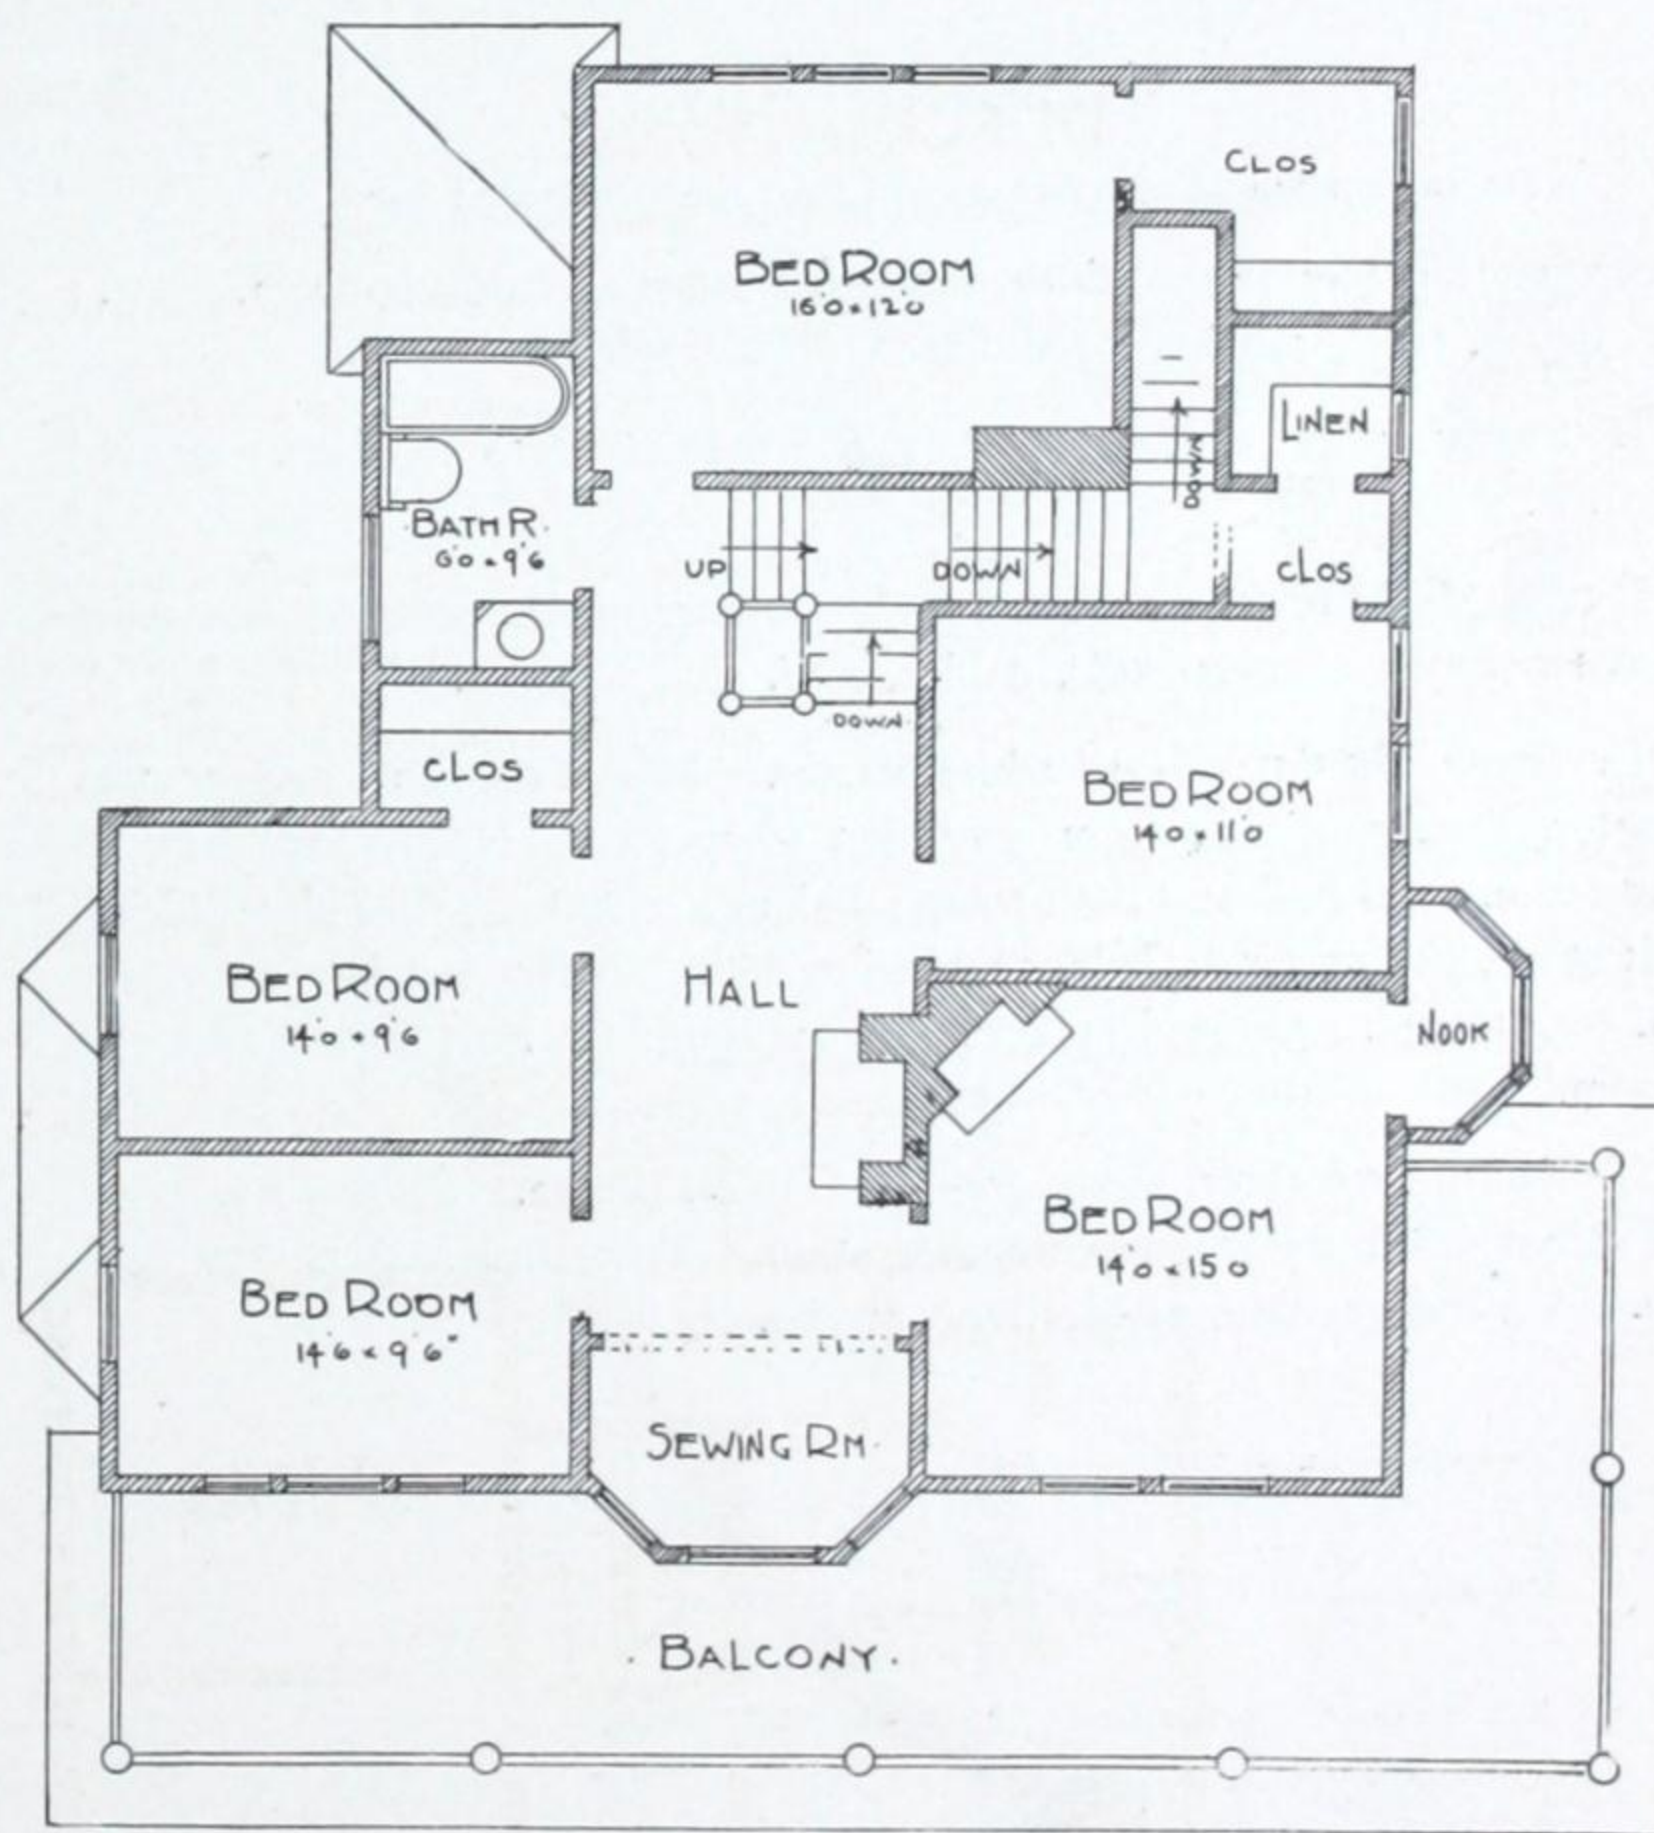 CLOS
BED ROOM
16'0 × 12'0
LINEN
DOWN
BATH R.
6'0 × 9'6
UP
DOWN
CLOS
DOWN
CLOS
BED ROOM
14'0 × 11'0
BED ROOM
14'0 × 9'6
HALL
NOOK
BED ROOM
14'0 × 15'0
BED ROOM
14'6 × 9'6"
SEWING RM.
. BALCONY .